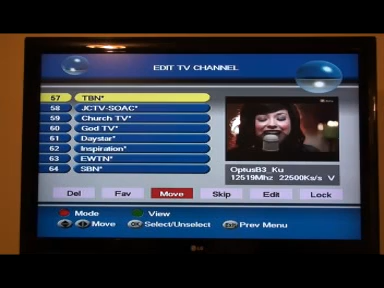 EDIT TV CHANNEL
57 TBN*
58 JCTV-SOAC*
59 Church TV*
60 God TV*
61 Daystar*
62 Inspiration*
63 EWTN*
64 SBN*
OptusB3_Ku
12519Mhz 22500Ks/s V
Del Fav Move Skip Edit Lock
Mode View
Move OK Select/Unselect Prev Menu
LG